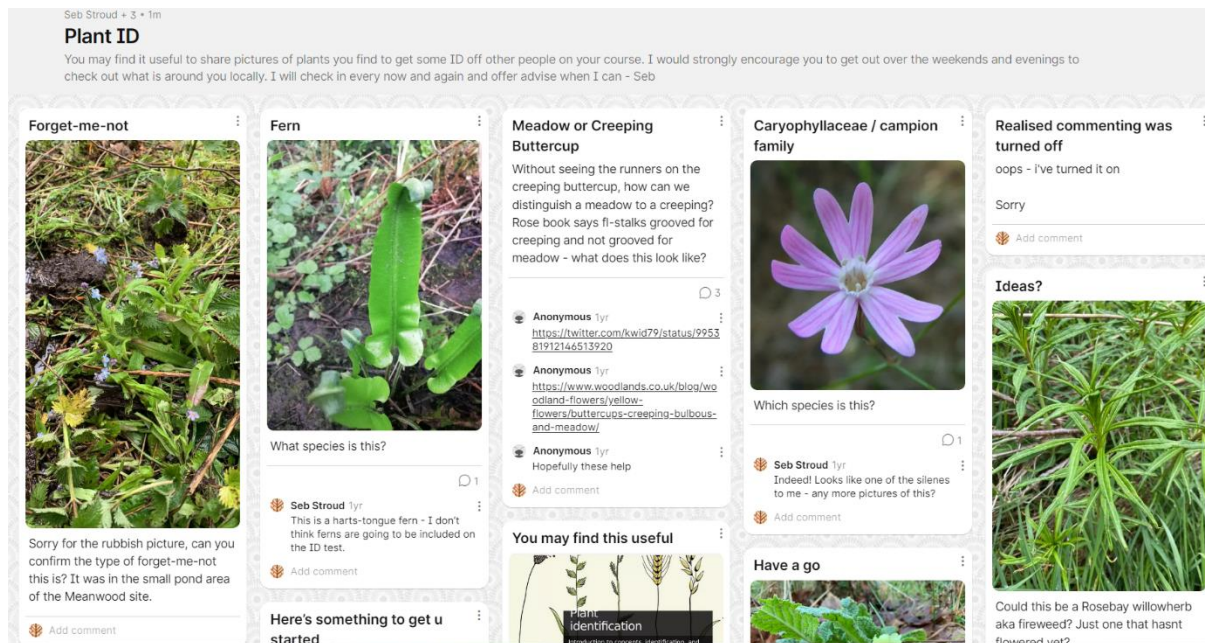 Seb Stroud + 3 • 1m
Plant ID
You may find it useful to share pictures of plants you find to get some ID off other people on your course. I would strongly encourage you to get out over the weekends and evenings to
check out what is around you locally. I will check in every now and again and offer advise when I can - Seb
Forget-me-not
Sorry for the rubbish picture, can you
confirm the type of forget-me-not
this is? It was in the small pond area
of the Meanwood site.
Add comment
Fern
What species is this?
1
Seb Stroud 1yr
This is a harts-tongue fern - I don't
think ferns are going to be included on
the ID test.
Add comment
Here's something to get u
started
Meadow or Creeping
Buttercup
Without seeing the runners on the
creeping buttercup, how can we
distinguish a meadow to a creeping?
Rose book says fl-stalks grooved for
creeping and not grooved for
meadow - what does this look like?
3
Anonymous 1yr
https://twitter.com/kwid79/status/9953
81912146513920
Anonymous 1yr
https://www.woodlands.co.uk/blog/wo
odland-flowers/yellow-
flowers/buttercups-creeping-bulbous-
and-meadow/
Anonymous 1yr
Hopefully these help
Add comment
You may find this useful
Plant
identification
Introduction to concepts, identification, and
Caryophyllaceae / campion
family
Which species is this?
1
Seb Stroud 1yr
Indeed! Looks like one of the silenes
to me - any more pictures of this?
Add comment
Have a go
Realised commenting was
turned off
oops - i've turned it on
Sorry
Add comment
Ideas?
Could this be a Rosebay willowherb
aka fireweed? Just one that hasnt
flowered yet?